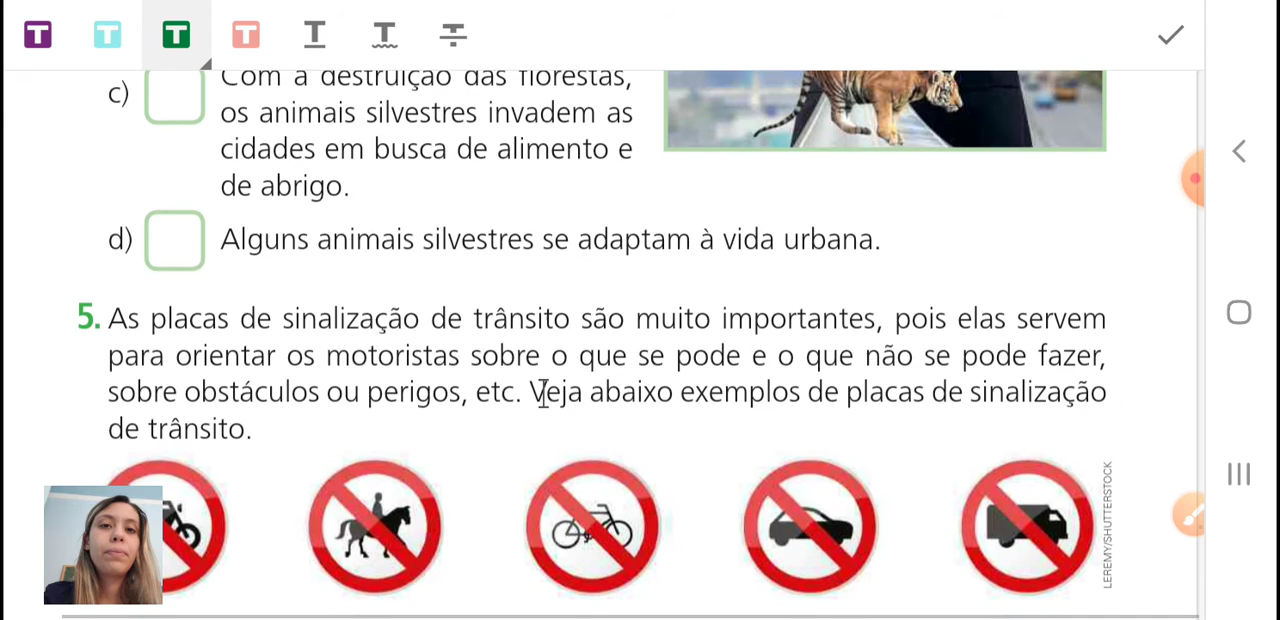 c) Com a destruição das florestas,
os animais silvestres invadem as
cidades em busca de alimento e
de abrigo.
d) Alguns animais silvestres se adaptam à vida urbana.
5. As placas de sinalização de trânsito são muito importantes, pois elas servem
para orientar os motoristas sobre o que se pode e o que não se pode fazer,
sobre obstáculos ou perigos, etc. Veja abaixo exemplos de placas de sinalização
de trânsito.
LEREMY/SHUTTERSTOCK